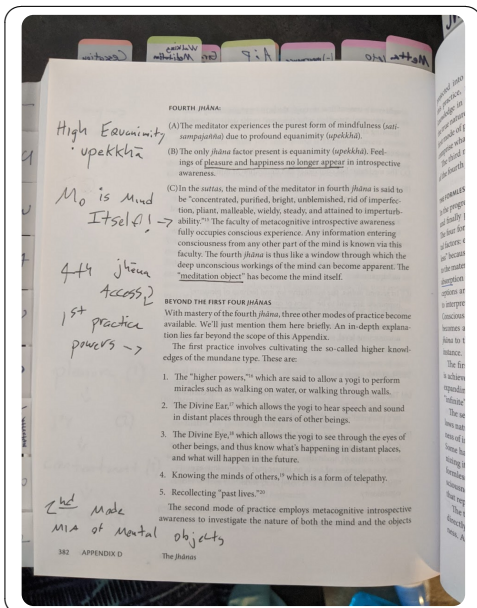 Cessation
Walking
Meditation
Metta
FOURTH JHĀNA:
(A) The meditator experiences the purest form of mindfulness (sati-
sampajañña) due to profound equanimity (upekkhā).
(B) The only jhāna factor present is equanimity (upekkhā). Feel-
ings of pleasure and happiness no longer appear in introspective
awareness.
(C) In the suttas, the mind of the meditator in fourth jhāna is said to
be “concentrated, purified, bright, unblemished, rid of imperfec-
tion, pliant, malleable, wieldy, steady, and attained to imperturb-
ability.”¹⁵ The faculty of metacognitive introspective awareness
fully occupies conscious experience. Any information entering
consciousness from any other part of the mind is known via this
faculty. The fourth jhāna is thus like a window through which the
deep unconscious workings of the mind can become apparent. The
“meditation object” has become the mind itself.
High Equanimity
upekkhā
Mo is Mind
Itself! →
4th jhāna
Access
1st practice
powers →
BEYOND THE FIRST FOUR JHĀNAS
With mastery of the fourth jhāna, three other modes of practice become
available. We’ll just mention them here briefly. An in-depth explana-
tion lies far beyond the scope of this Appendix.
The first practice involves cultivating the so-called higher knowl-
edges of the mundane type. These are:
1. The “higher powers,”¹⁶ which are said to allow a yogi to perform
miracles such as walking on water, or walking through walls.
2. The Divine Ear,¹⁷ which allows the yogi to hear speech and sound
in distant places through the ears of other beings.
3. The Divine Eye,¹⁸ which allows the yogi to see through the eyes of
other beings, and thus know what’s happening in distant places,
and what will happen in the future.
4. Knowing the minds of others,¹⁹ which is a form of telepathy.
5. Recollecting “past lives.”²⁰
The second mode of practice employs metacognitive introspective
awareness to investigate the nature of both the mind and the objects
2nd Mode
MIA of Mental objects
382 APPENDIX D The Jhānas